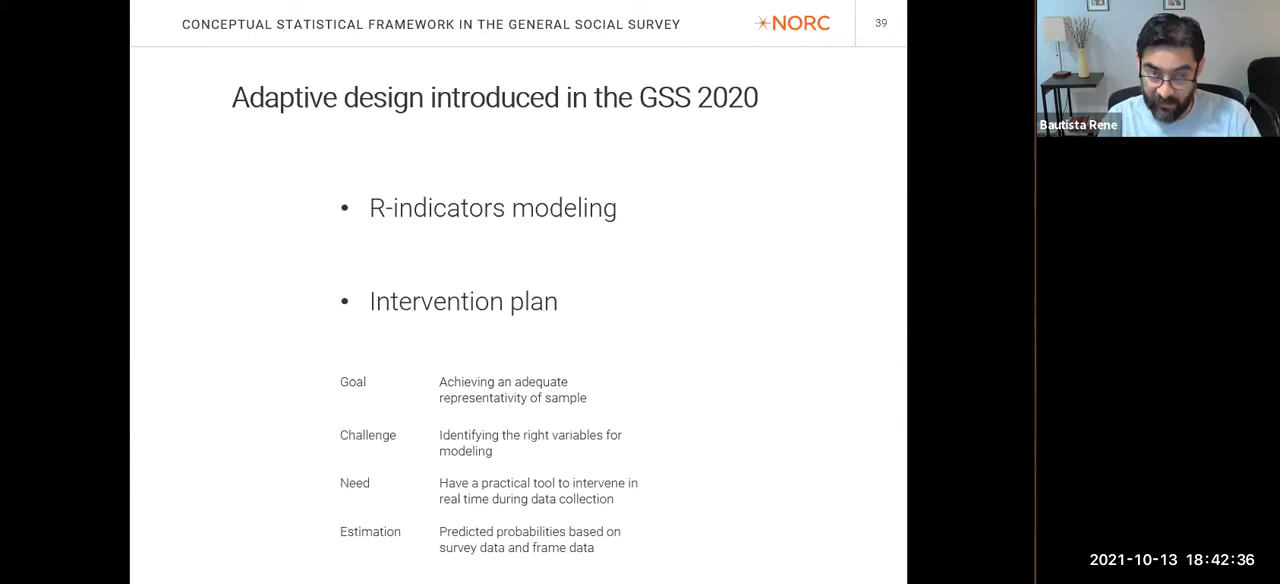 CONCEPTUAL STATISTICAL FRAMEWORK IN THE GENERAL SOCIAL SURVEY
NORC
39
Adaptive design introduced in the GSS 2020
• R-indicators modeling
• Intervention plan
Goal Achieving an adequate
representativity of sample
Challenge Identifying the right variables for
modeling
Need Have a practical tool to intervene in
real time during data collection
Estimation Predicted probabilities based on
survey data and frame data
Bautista Rene
2021-10-13 18:42:36